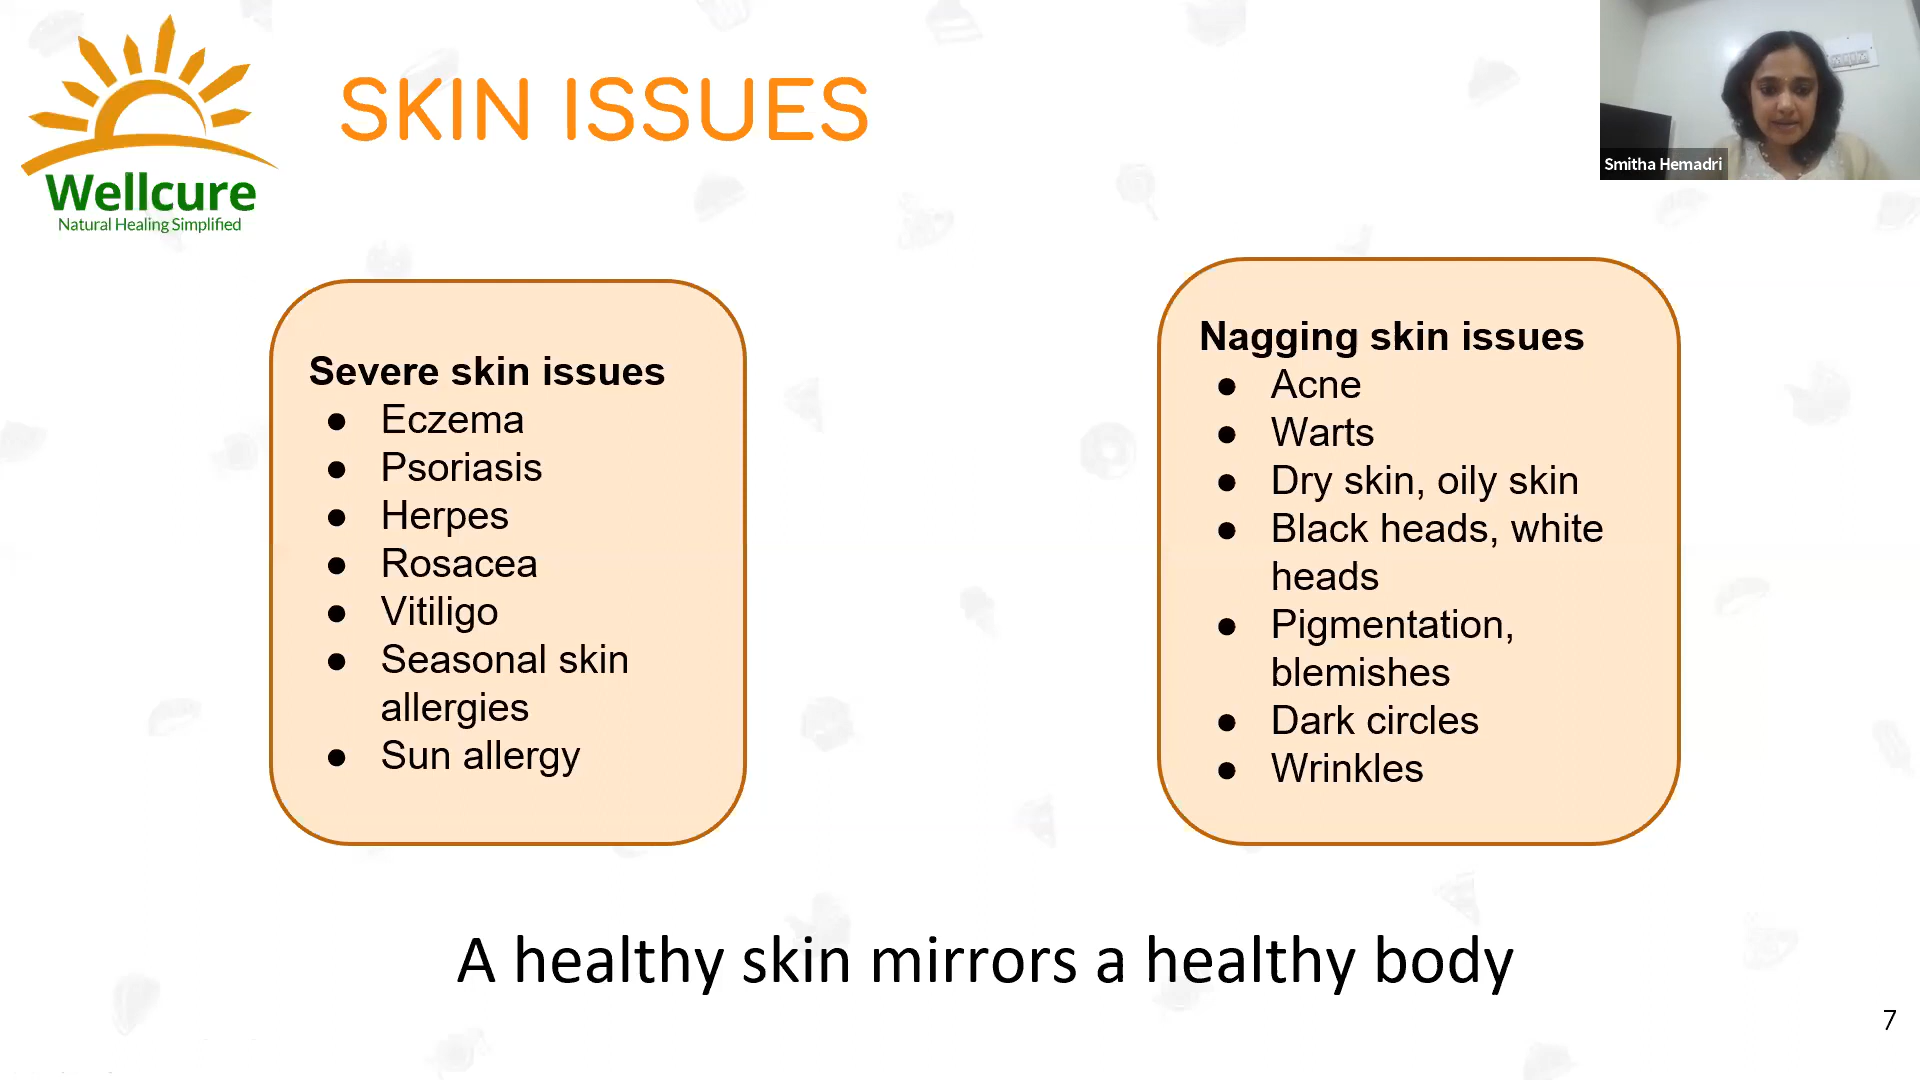 SKIN ISSUES
Wellcure
Natural Healing Simplified
Smitha Hemadri
Severe skin issues
● Eczema
● Psoriasis
● Herpes
● Rosacea
● Vitiligo
● Seasonal skin
allergies
● Sun allergy
Nagging skin issues
● Acne
● Warts
● Dry skin, oily skin
● Black heads, white
heads
● Pigmentation,
blemishes
● Dark circles
● Wrinkles
A healthy skin mirrors a healthy body
7